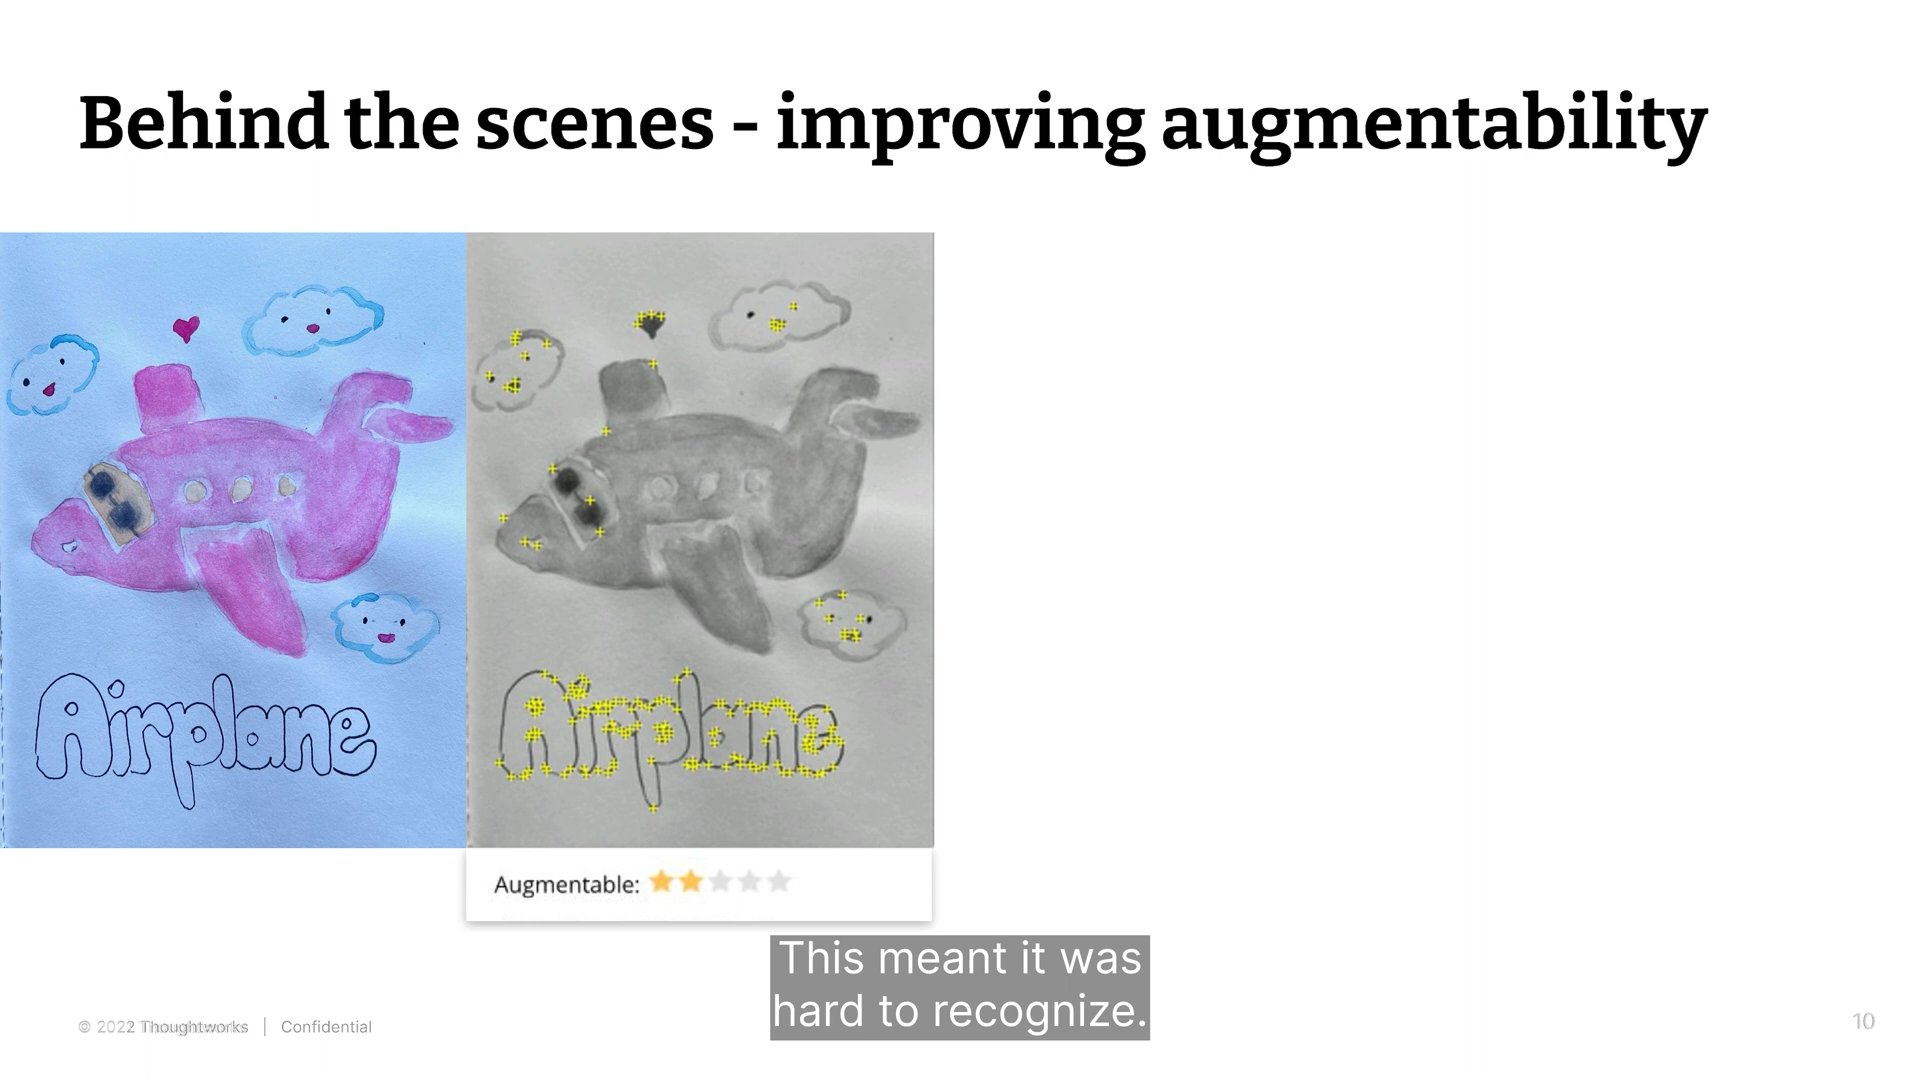 Behind the scenes - improving augmentability
Airplane
Airplane
Augmentable:
This meant it was
hard to recognize.
© 2022 Thoughtworks | Confidential
10